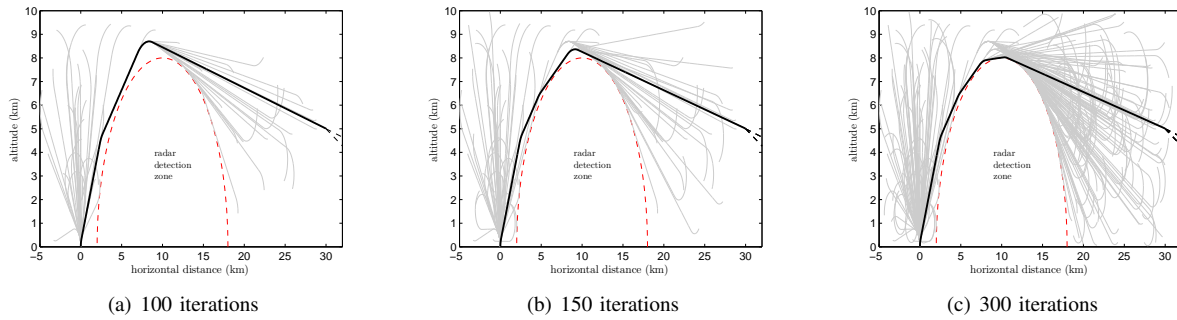 10
9
8
7
6
5
4
3
2
1
0
altitude (km)
radar
detection
zone
−5 0 5 10 15 20 25 30
horizontal distance (km)
(a) 100 iterations
10
9
8
7
6
5
4
3
2
1
0
altitude (km)
radar
detection
zone
−5 0 5 10 15 20 25 30
horizontal distance (km)
(b) 150 iterations
10
9
8
7
6
5
4
3
2
1
0
altitude (km)
radar
detection
zone
−5 0 5 10 15 20 25 30
horizontal distance (km)
(c) 300 iterations